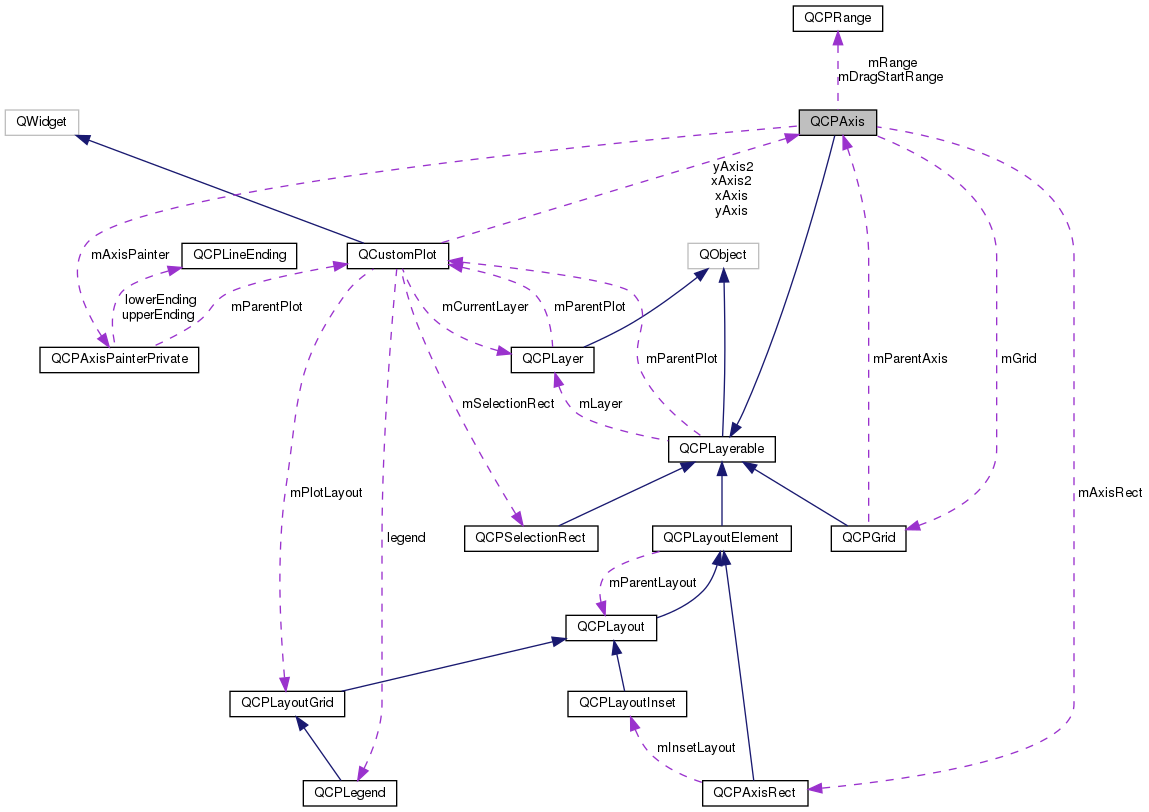 QCPRange
mRange
mDragStartRange
QWidget
QCPAxis
yAxis2
xAxis2
xAxis
yAxis
mAxisPainter
QCPLineEnding
QCustomPlot
QObject
lowerEnding
upperEnding
mParentPlot
mCurrentLayer
mParentPlot
QCPAxisPainterPrivate
QCPLayer
mParentPlot
mParentAxis
mGrid
mSelectionRect
mLayer
QCPLayerable
mPlotLayout
mAxisRect
legend
QCPSelectionRect
QCPLayoutElement
QCPGrid
mParentLayout
QCPLayout
QCPLayoutGrid
QCPLayoutInset
mInsetLayout
QCPLegend
QCPAxisRect